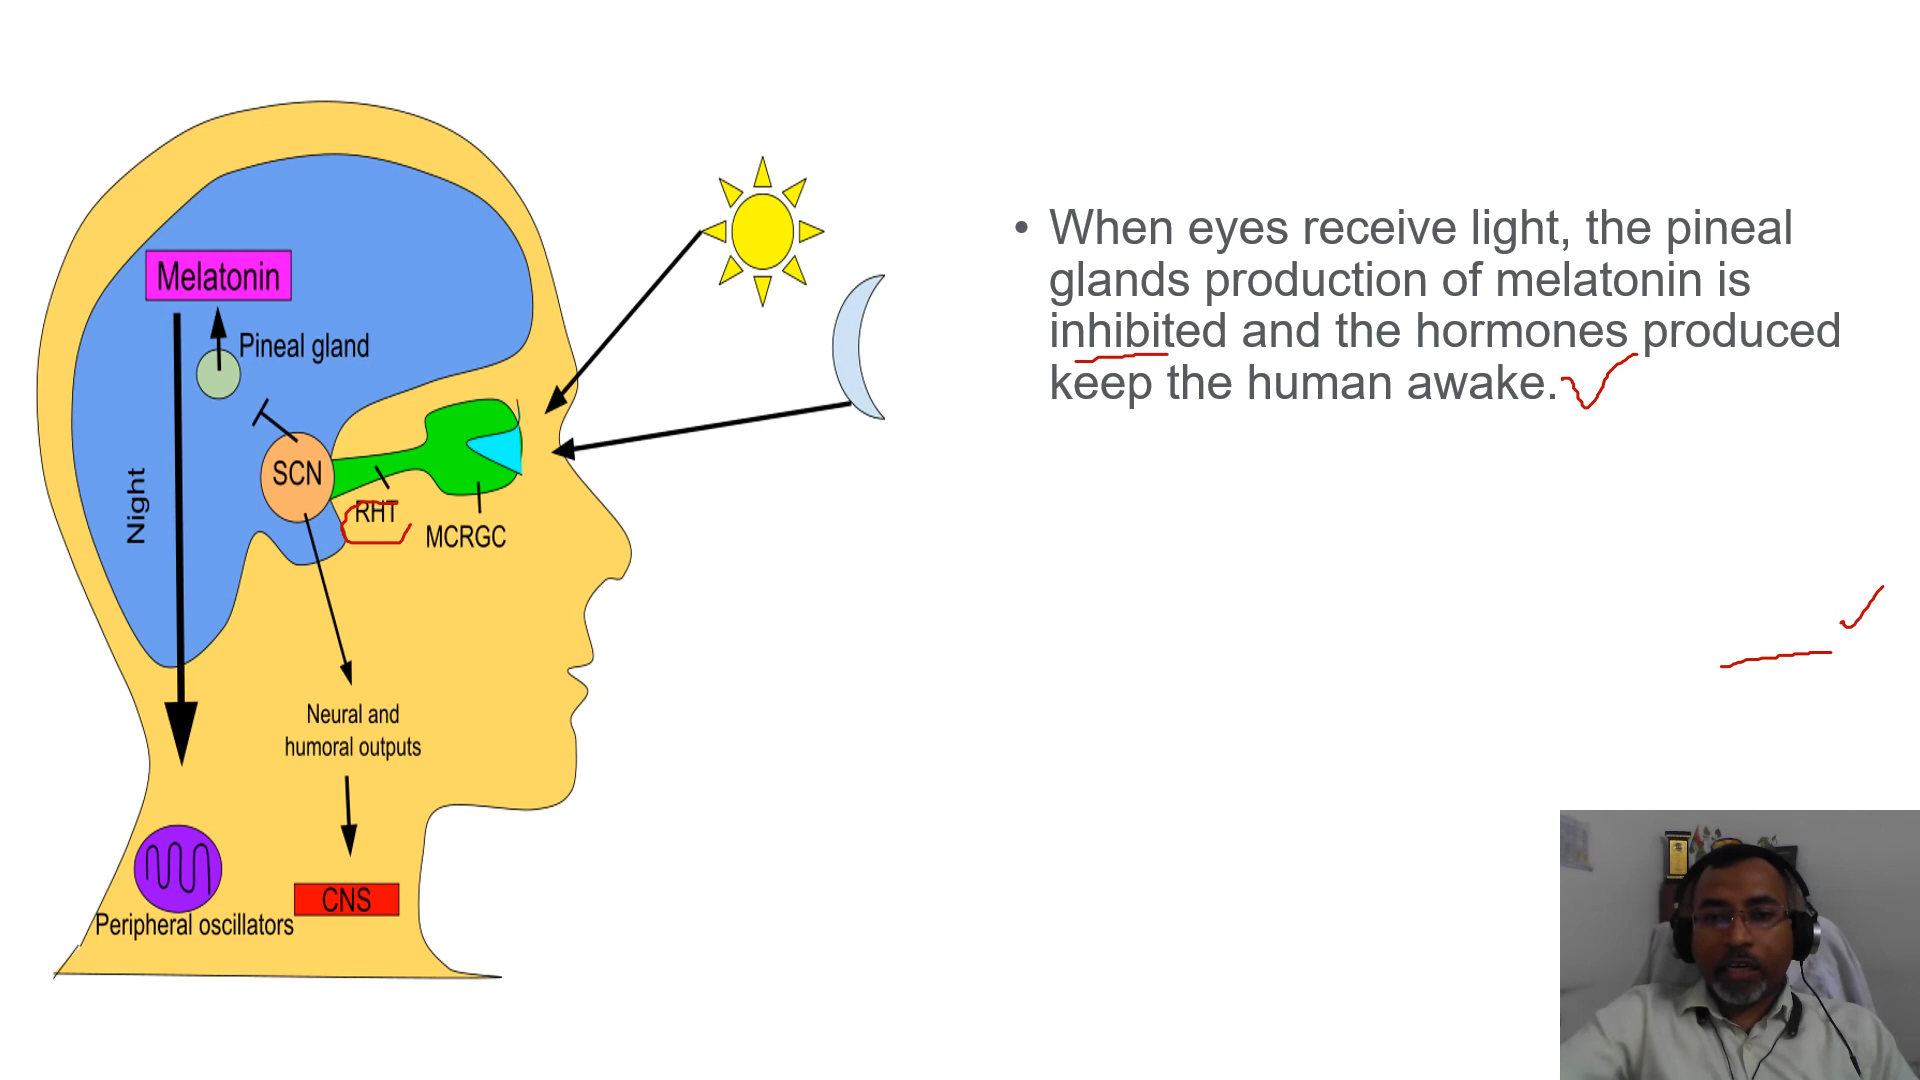 Melatonin
Pineal gland
Night
SCN
RHT
MCRGC
Neural and
humoral outputs
CNS
Peripheral oscillators
• When eyes receive light, the pineal
glands production of melatonin is
inhibited and the hormones produced
keep the human awake.